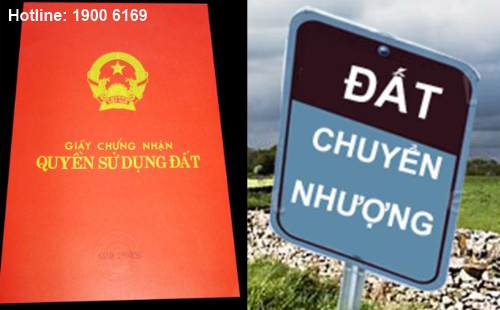 Hotline: 1900 6169
GIẤY CHỨNG NHẬN
QUYỀN SỬ DỤNG ĐẤT
ĐẤT
CHUYỂN
NHƯỢNG